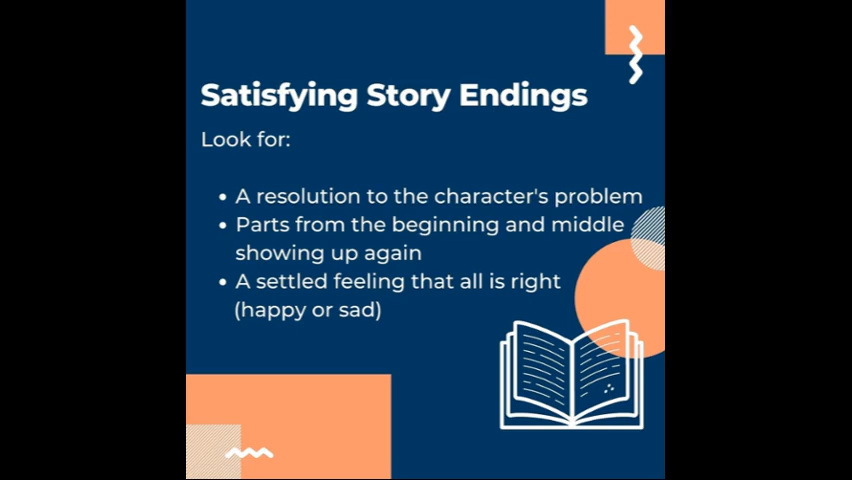 Satisfying Story Endings
Look for:
• A resolution to the character's problem
• Parts from the beginning and middle
showing up again
• A settled feeling that all is right
(happy or sad)